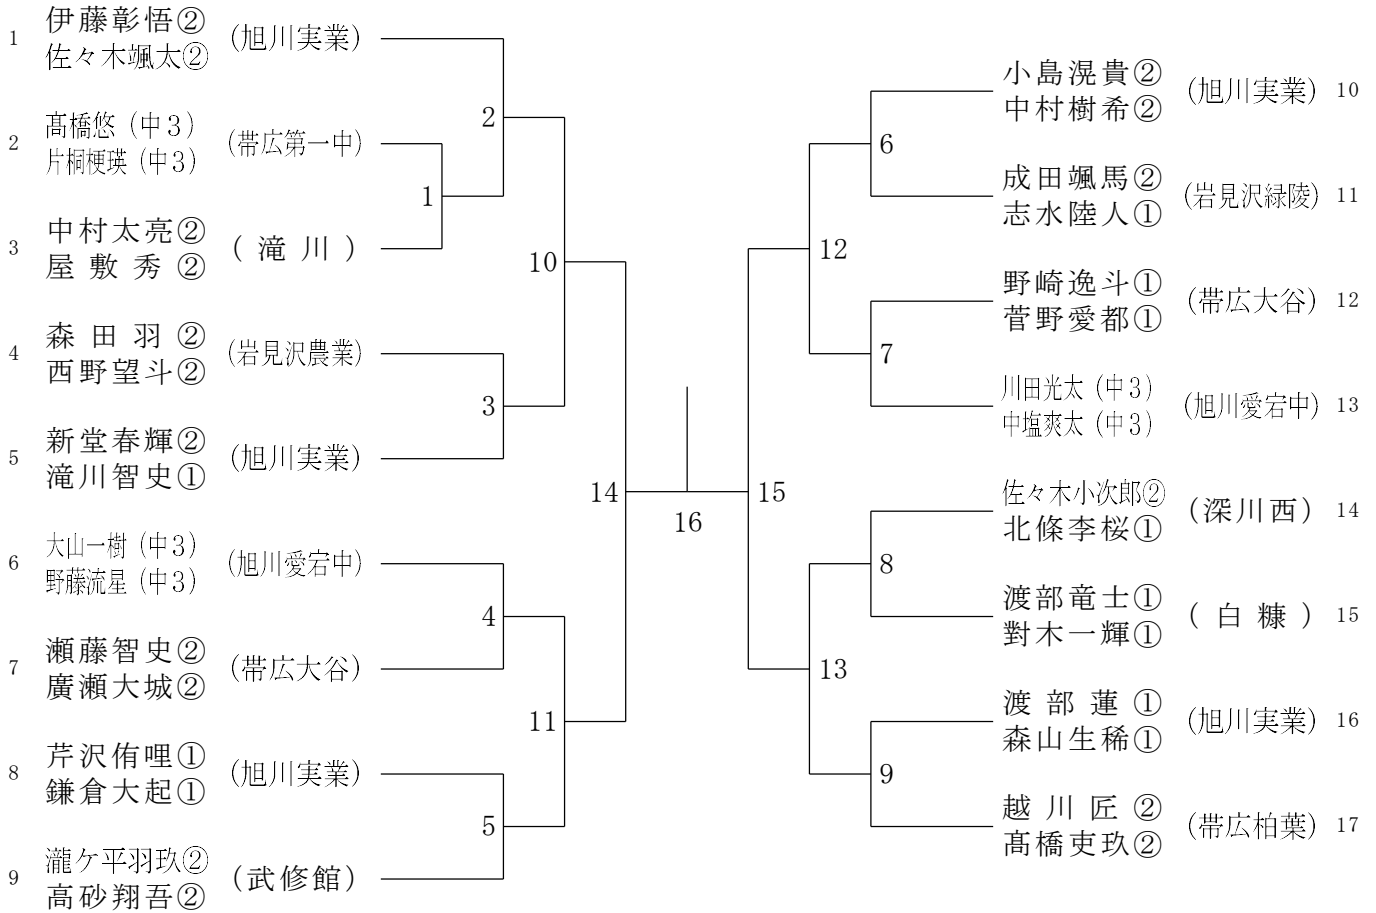 1 伊藤彰悟② (旭川実業)
佐々木颯太②
2 髙橋悠（中３） (帯広第一中)
片桐梗瑛（中３）
3 中村太亮② (滝川)
屋敷秀②
4 森田羽② (岩見沢農業)
西野望斗②
5 新堂春輝② (旭川実業)
滝川智史①
6 大山一樹（中３） (旭川愛宕中)
野藤流星（中３）
7 瀬藤智史② (帯広大谷)
廣瀬大城②
8 芹沢侑哩① (旭川実業)
鎌倉大起①
9 瀧ケ平羽玖② (武修館)
高砂翔吾②
2
1
10
3
14
4
11
5
16
6
12
7
15
8
13
9
小島滉貴② (旭川実業) 10
中村樹希②
成田颯馬② (岩見沢緑陵) 11
志水陸人①
野崎逸斗① (帯広大谷) 12
菅野愛都①
川田光太（中３） (旭川愛宕中) 13
中塩爽太（中３）
佐々木小次郎② (深川西) 14
北條李桜①
渡部竜士① (白糠) 15
對木一輝①
渡部蓮① (旭川実業) 16
森山生稀①
越川匠② (帯広柏葉) 17
髙橋吏玖②